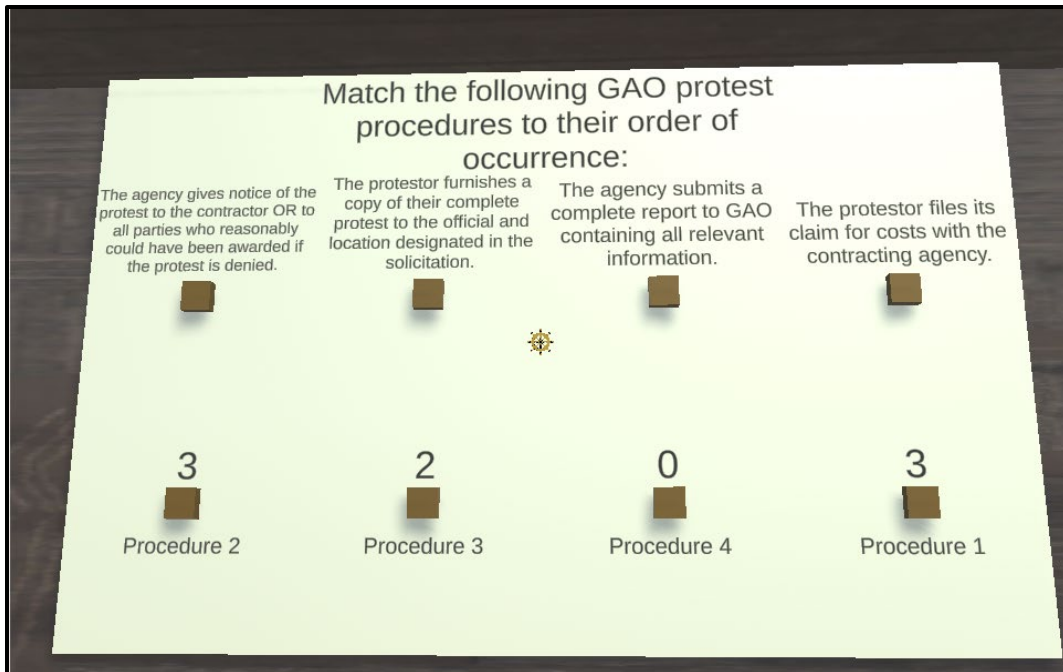 Match the following GAO protest
procedures to their order of
occurrence:
The agency gives notice of the
protest to the contractor OR to
all parties who reasonably
could have been awarded if
the protest is denied.
The protestor furnishes a
copy of their complete
protest to the official and
location designated in the
solicitation.
The agency submits a
complete report to GAO
containing all relevant
information.
The protestor files its
claim for costs with the
contracting agency.
3
2
0
3
Procedure 2
Procedure 3
Procedure 4
Procedure 1